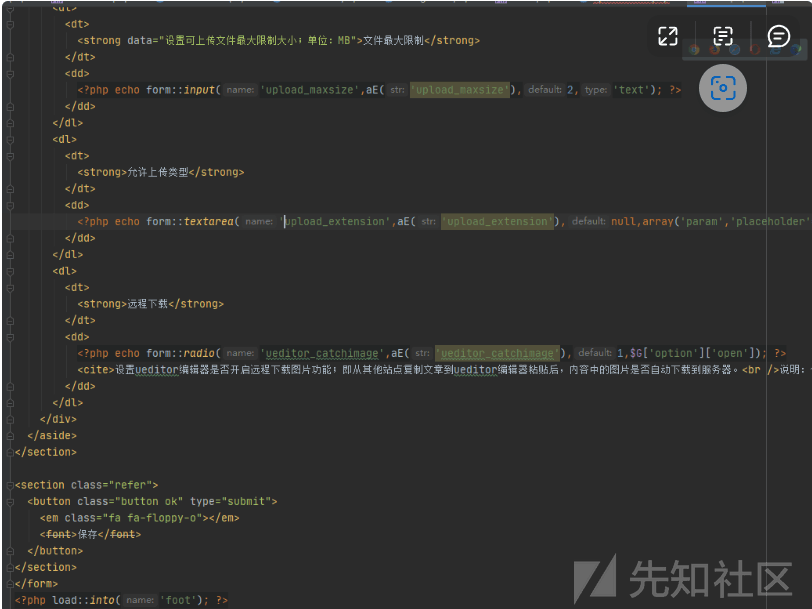 <dl>
<dt>
<strong data="设置可上传文件最大限制大小；单位：MB">文件最大限制</strong>
</dt>
<dd>
<?php echo form::input( name: 'upload_maxsize',aE( str: 'upload_maxsize'), default: 2, type: 'text'); ?>
</dd>
</dl>
<dl>
<dt>
<strong>允许上传类型</strong>
</dt>
<dd>
<?php echo form::textarea( name: 'upload_extension',aE( str: 'upload_extension'), default: null,array('param','placeholder'
</dd>
</dl>
<dl>
<dt>
<strong>远程下载</strong>
</dt>
<dd>
<?php echo form::radio( name: 'ueditor_catchimage',aE( str: 'ueditor_catchimage'), default: 1,$G['option']['open']); ?>
<cite>设置ueditor编辑器是否开启远程下载图片功能；即从其他站点复制文章到ueditor编辑器粘贴后，内容中的图片是否自动下载到服务器。<br />说明：
</dd>
</dl>
</div>
</aside>
</section>
<section class="refer">
<button class="button ok" type="submit">
<em class="fa fa-floppy-o"></em>
<font>保存</font>
</button>
</section>
</form>
<?php load::into( name: 'foot'); ?>
先知社区